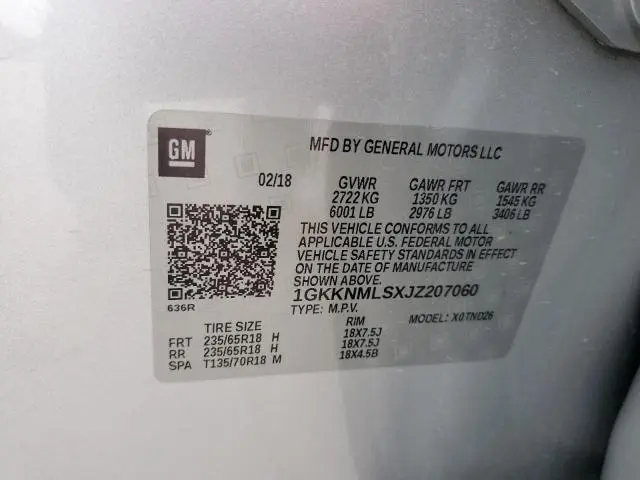 GM
MFD BY GENERAL MOTORS LLC
02/18 GVWR GAWR FRT GAWR RR
2722 KG 1350 KG 1545 KG
6001 LB 2976 LB 3406 LB
THIS VEHICLE CONFORMS TO ALL
APPLICABLE U.S. FEDERAL MOTOR
VEHICLE SAFETY STANDARDS IN EFFECT
ON THE DATE OF MANUFACTURE
SHOWN ABOVE.
1GKKNMLSXJZ207060
636R
TYPE: M.P.V. MODEL: X0TND26
TIRE SIZE RIM
FRT 235/65R18 H 18X7.5J
RR 235/65R18 H 18X7.5J
SPA T135/70R18 M 18X4.5B